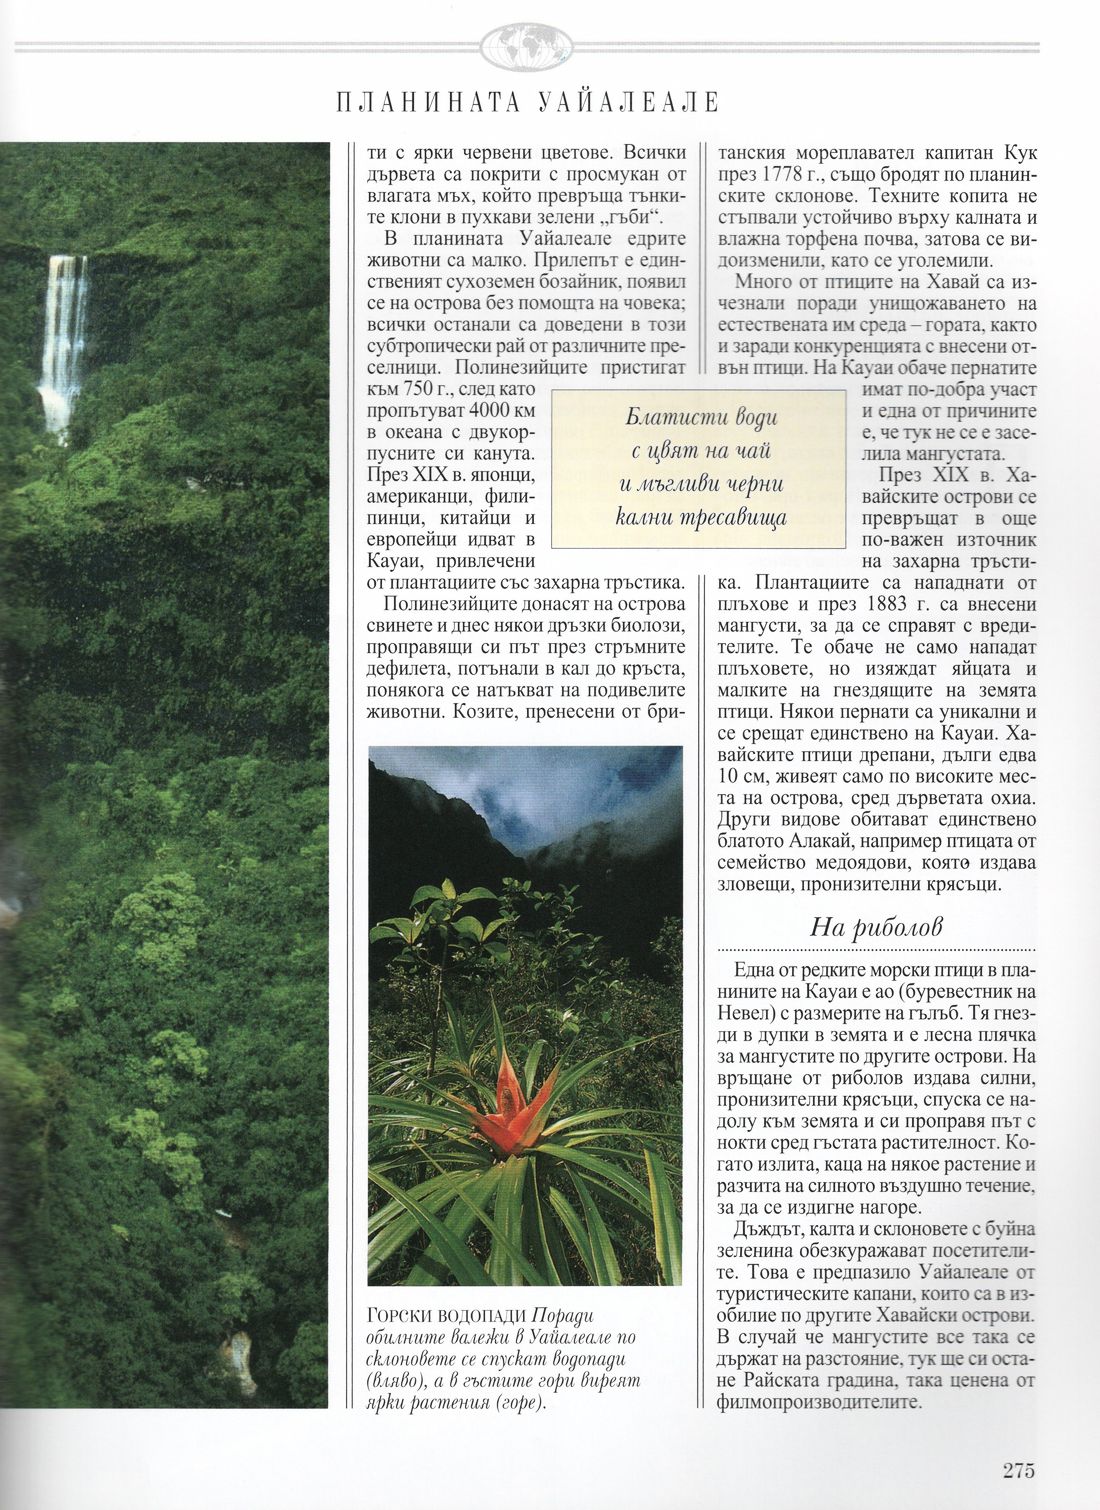 ПЛАНИНАТА УАЙАЛЕАЛЕ
ти с ярки червени цветове. Всички
дървета са покрити с просмукан от
влагата мъх, който превръща тънки-
те клони в пухкави зелени „гъби“.
В планината Уайалеале едрите
животни са малко. Прилепът е един-
ственият сухоземен бозайник, появил
се на острова без помощта на човека;
всички останали са доведени в този
субтропически рай от различните пре-
селници. Полинезийците пристигат
към 750 г., след като
пропътуват 4000 км
в океана с двукор-
пусните си канута.
През XIX в. японци,
американци, фили-
пинци, китайци и
европейци идват в
Кауаи, привлечени
от плантациите със захарна тръстика.
Полинезийците донасят на острова
свинете и днес някои дръзки биолози,
проправящи си път през стръмните
дефилета, потънали в кал до кръста,
понякога се натъкват на подивелите
животни. Козите, пренесени от бри-
Горски водопади Поради
обилните валежи в Уайалеале по
склоновете се спускат водопади
(вляво), а в гъстите гори виреят
ярки растения (горе).
Блатисти води
с цвят на чай
и мъгливи черни
кални тресавища
танския мореплавател капитан Кук
през 1778 г., също бродят по планин-
ските склонове. Техните копита не
стъпвали устойчиво върху калната и
влажна торфена почва, затова се ви-
доизменили, като се уголемили.
Много от птиците на Хавай са из-
чезнали поради унищожаването на
естествената им среда – гората, както
и заради конкуренцията с внесени от-
вън птици. На Кауаи обаче пернатите
имат по-добра участ
и една от причините
е, че тук не се е засе-
лила мангустата.
През XIX в. Ха-
вайските острови се
превръщат в още
по-важен източник
на захарна тръсти-
ка. Плантациите са нападнати от
плъхове и през 1883 г. са внесени
мангусти, за да се справят с вреди-
телите. Те обаче не само нападат
плъховете, но изяждат яйцата и
малките на гнездящите на земята
птици. Някои пернати са уникални и
се срещат единствено на Кауаи. Ха-
вайските птици дрепани, дълги едва
10 см, живеят само по високите мес-
та на острова, сред дърветата охиа.
Други видове обитават единствено
блатото Алакай, например птицата от
семейство медоядови, която издава
зловещи, пронизителни крясъци.
На риболов
Една от редките морски птици в пла-
нините на Кауаи е ао (буревестник на
Невел) с размерите на гълъб. Тя гнез-
ди в дупки в земята и е лесна плячка
за мангустите по другите острови. На
връщане от риболов издава силни,
пронизителни крясъци, спуска се на-
долу към земята и си проправя път с
нокти сред гъстата растителност. Ко-
гато излита, каца на някое растение и
разчита на силното въздушно течение,
за да се издигне нагоре.
Дъждът, калта и склоновете с буйна
зеленина обезкуражават посетители-
те. Това е предпазило Уайалеале от
туристическите капани, които са в из-
обилие по другите Хавайски острови.
В случай че мангустите все така се
държат на разстояние, тук ще си оста-
не Райската градина, така ценена от
филмопроизводителите.
275